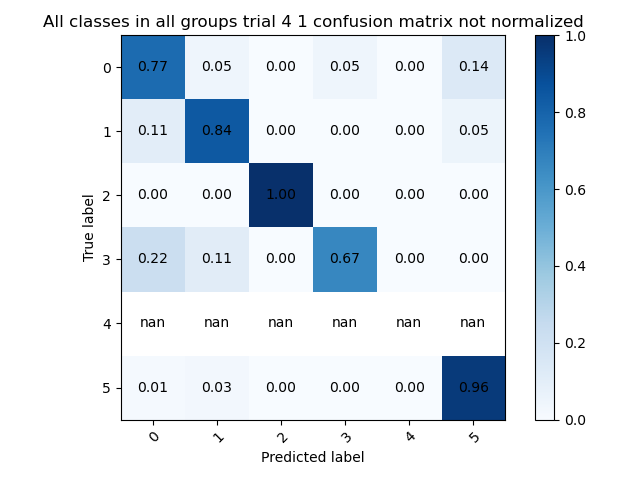 All classes in all groups trial 4 1 confusion matrix not normalized
0 0.77 0.05 0.00 0.05 0.00 0.14
1 0.11 0.84 0.00 0.00 0.00 0.05
2 0.00 0.00 1.00 0.00 0.00 0.00
3 0.22 0.11 0.00 0.67 0.00 0.00
4 nan nan nan nan nan nan
5 0.01 0.03 0.00 0.00 0.00 0.96
0 1 2 3 4 5
True label
Predicted label
1.0
0.8
0.6
0.4
0.2
0.0